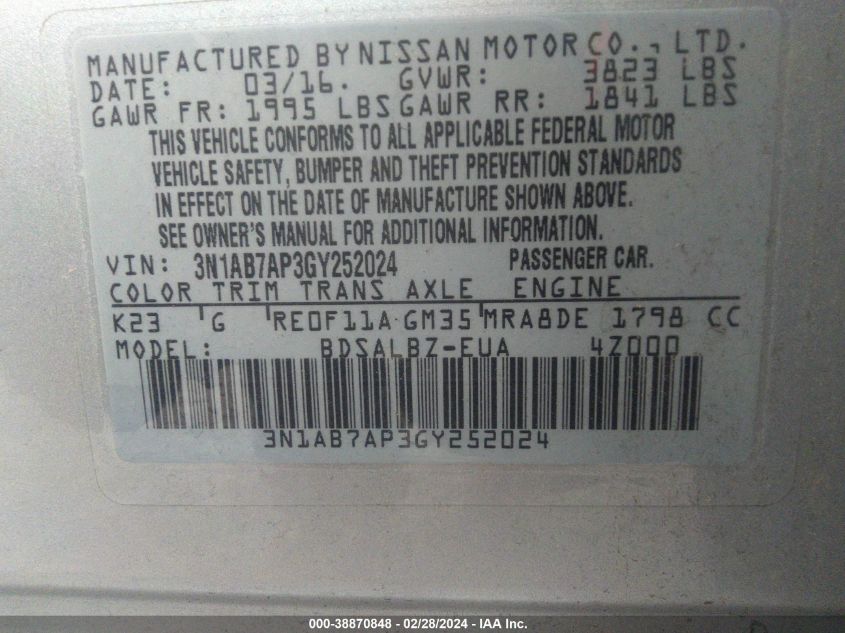 MANUFACTURED BY NISSAN MOTOR CO., LTD.
DATE: 03/16. GVWR: 3823 LBS
GAWR FR: 1995 LBS GAWR RR: 1841 LBS
THIS VEHICLE CONFORMS TO ALL APPLICABLE FEDERAL MOTOR
VEHICLE SAFETY, BUMPER AND THEFT PREVENTION STANDARDS
IN EFFECT ON THE DATE OF MANUFACTURE SHOWN ABOVE.
SEE OWNER'S MANUAL FOR ADDITIONAL INFORMATION.
VIN: 3N1AB7AP3GY252024 PASSENGER CAR.
COLOR TRIM TRANS AXLE ENGINE
K23 G RE0F11A GM35 MRA8DE 1798 CC
MODEL: BDSALBZ-EUA 4Z000
3N1AB7AP3GY252024
000-38870848 - 02/28/2024 - IAA Inc.